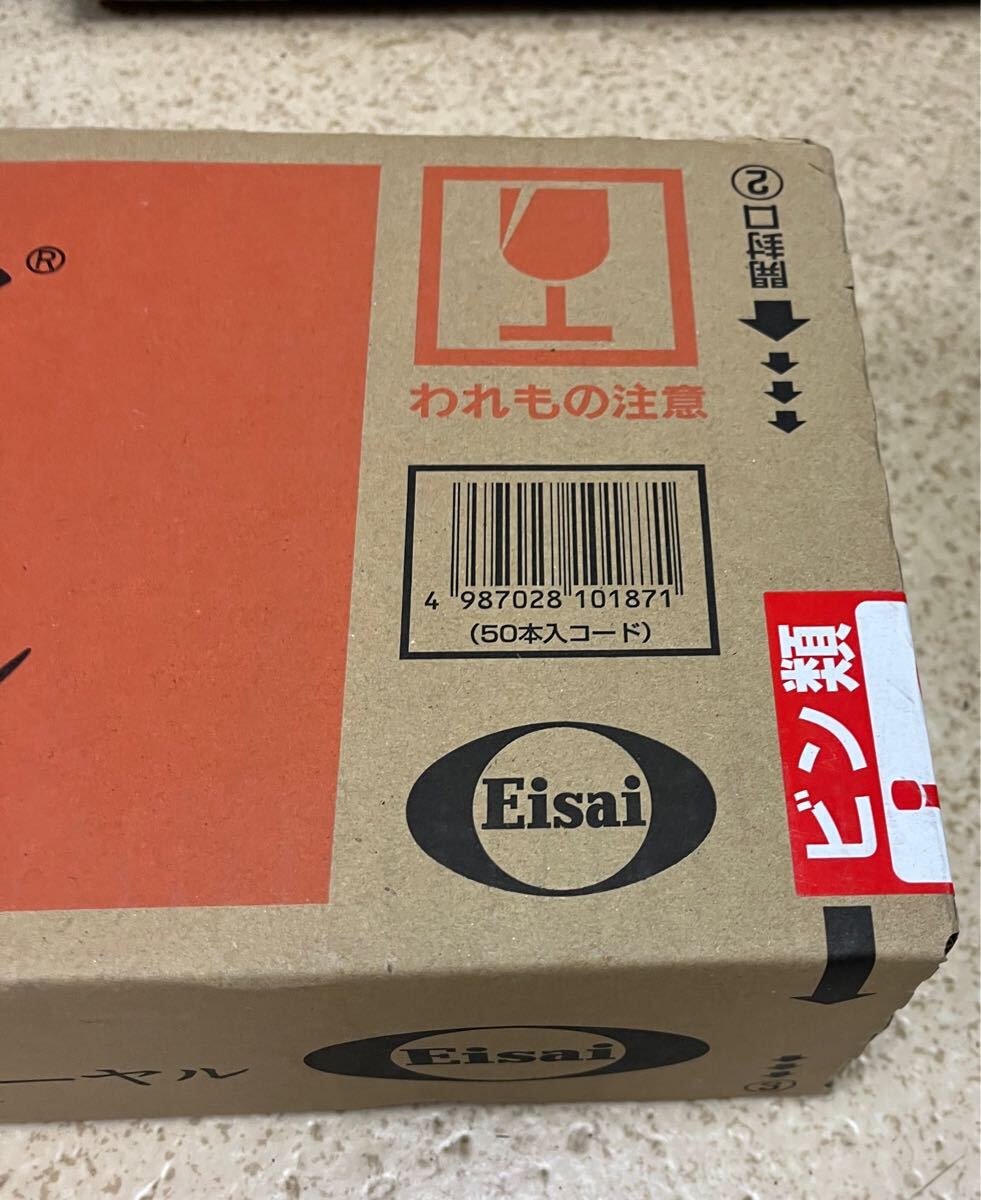 ®
われもの注意
4 987028 101871
(50本入コード)
Eisai
②
開封口
ビン類
ーヤル
Eisai